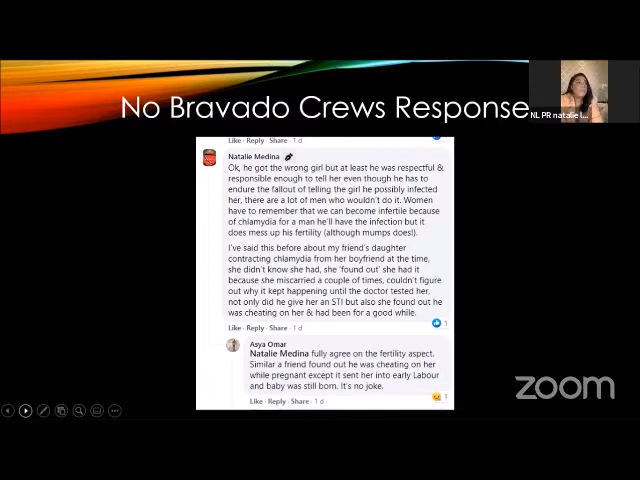 No Bravado Crews Response
NL PR natalie l...
Like · Reply · Share · 1 d
Natalie Medina
Ok, he got the wrong girl but at least he was respectful &
responsible enough to tell her even though he has to
endure the fallout of telling the girl he possibly infected
her, there are a lot of men who wouldn't do it. Women
have to remember that we can become infertile because
of chlamydia for a man he'll have the infection but it
does mess up his fertility (although mumps does!).
I've said this before about my friend's daughter
contracting chlamydia from her boyfriend at the time,
she didn't know she had, she 'found out' she had it
because she miscarried a couple of times, couldn't figure
out why it kept happening until the doctor tested her,
not only did he give her an STI but also she found out he
was cheating on her & had been for a good while.
Like · Reply · Share · 1 d
1
Asya Omar
Natalie Medina fully agree on the fertility aspect.
Similar a friend found out he was cheating on her
while pregnant except it sent her into early Labour
and baby was still born. It's no joke.
Like · Reply · Share · 1 d
1
zoom